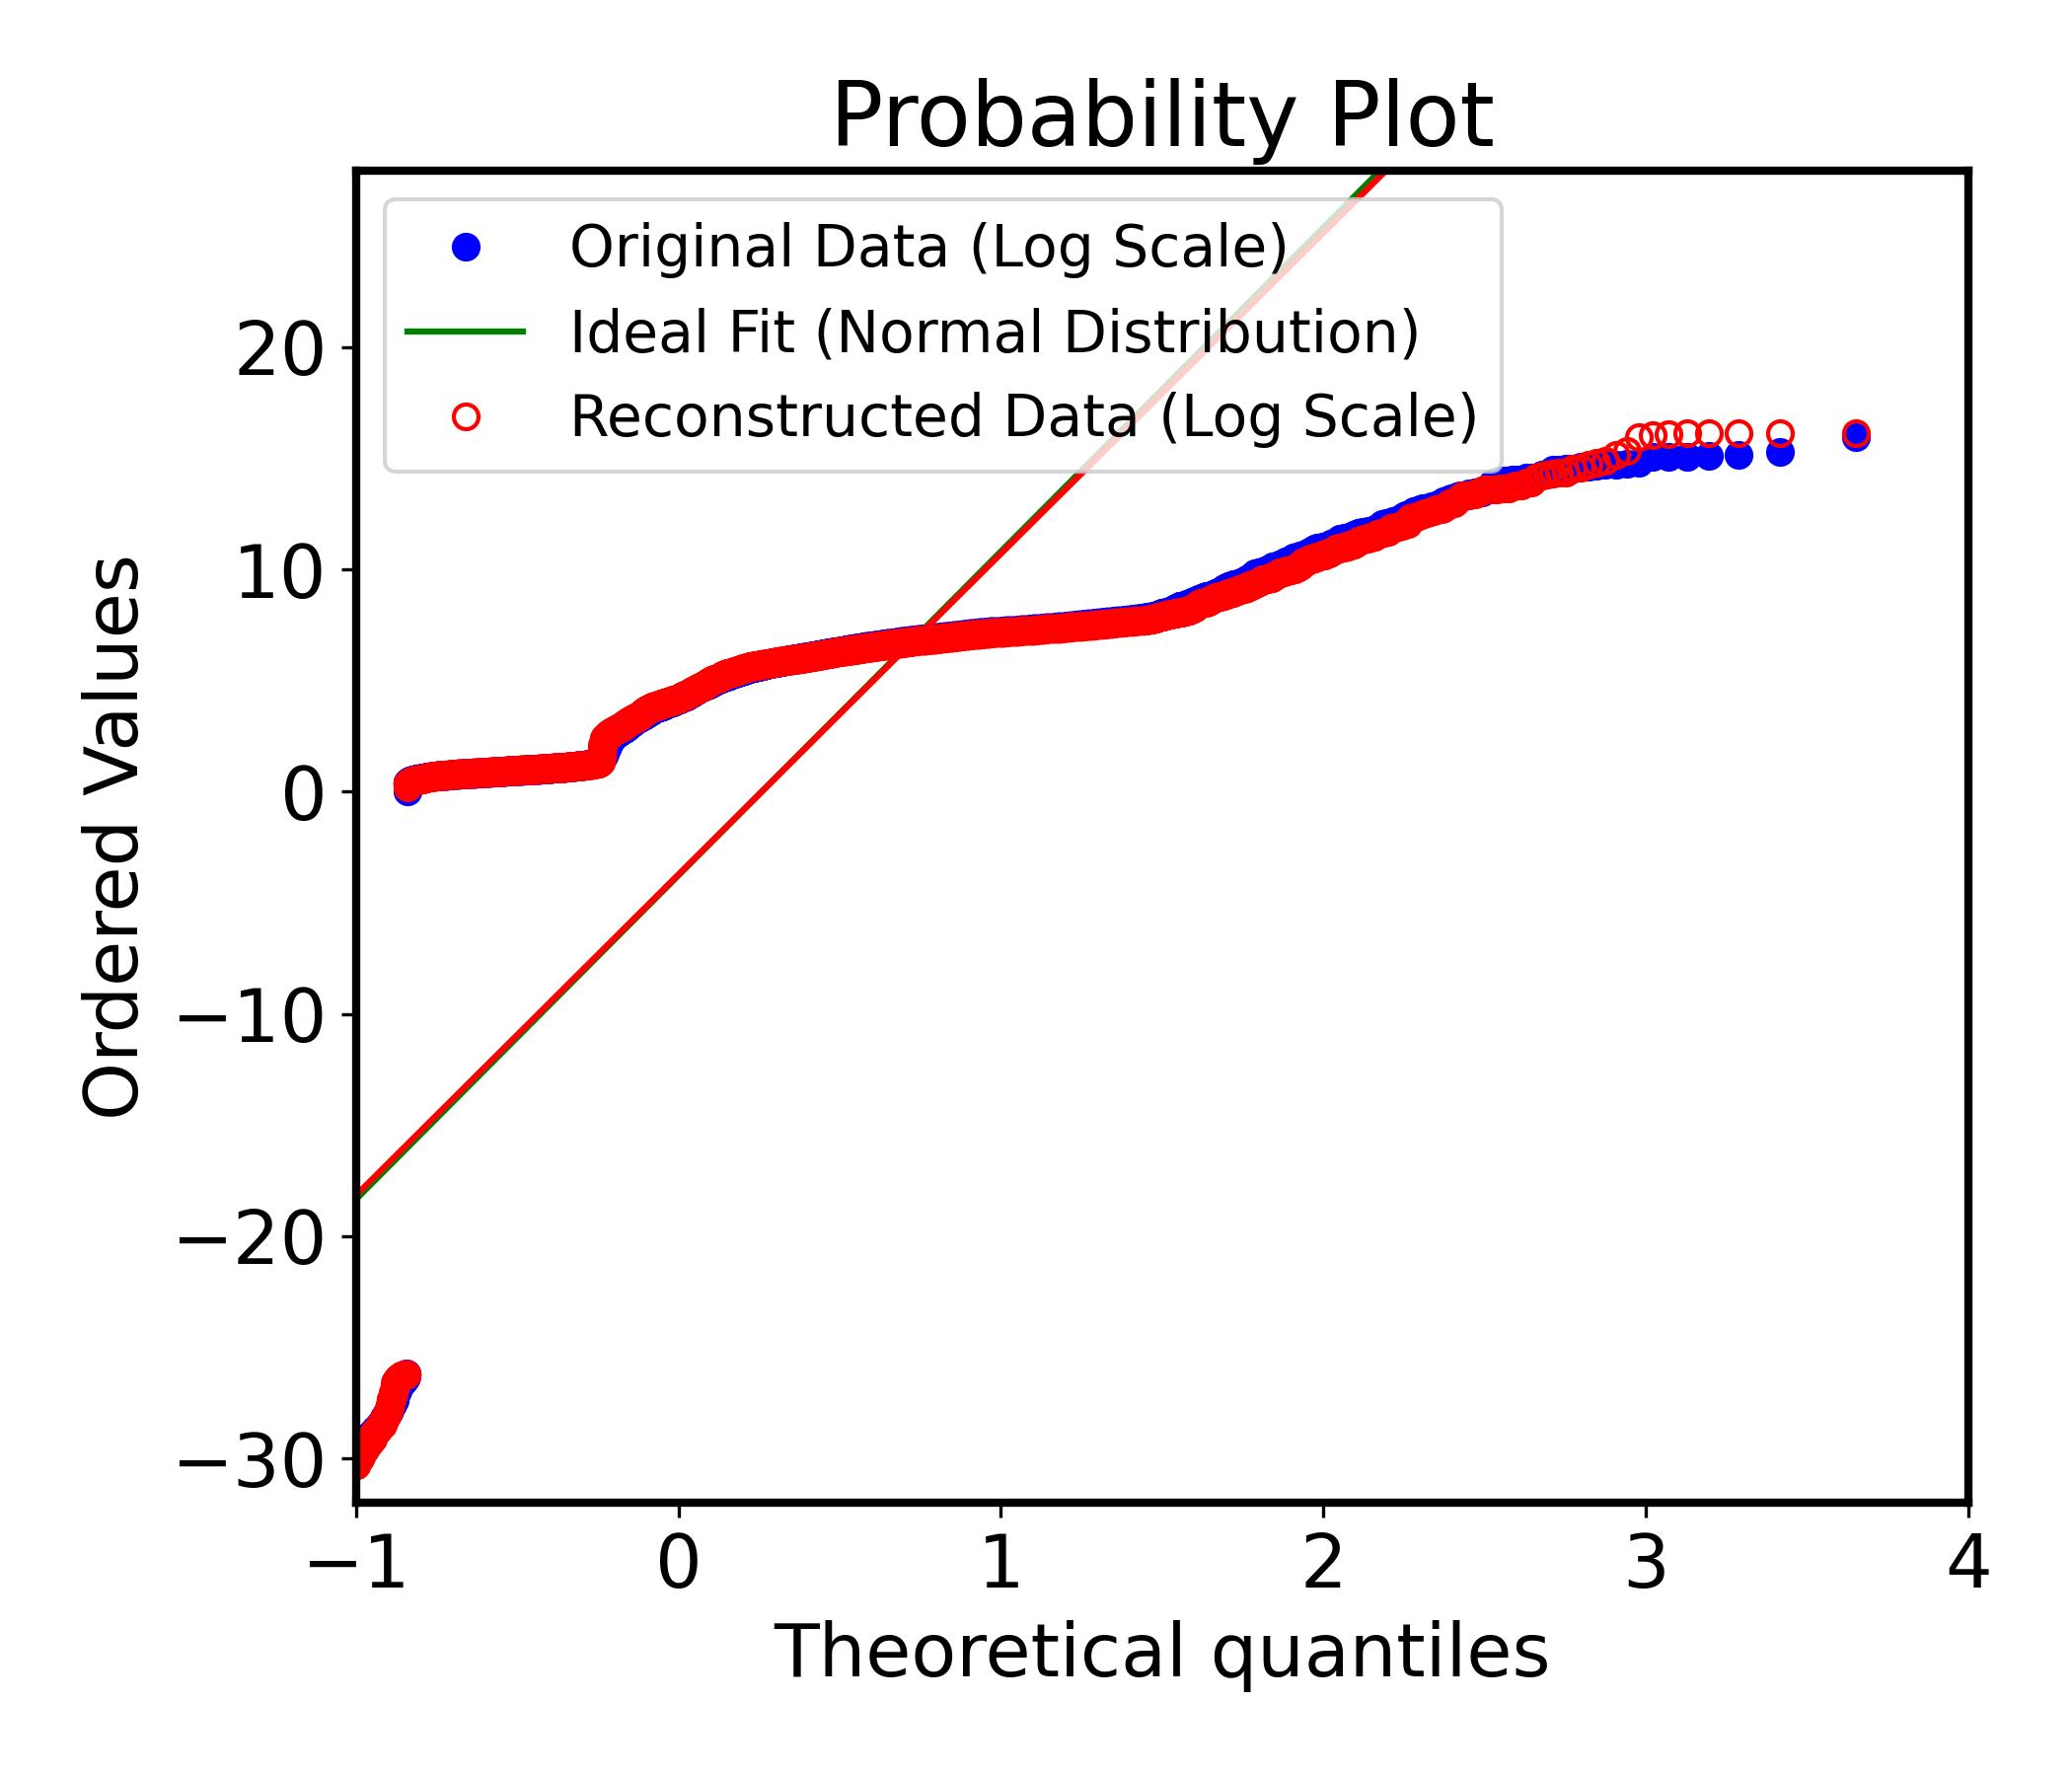 Probability Plot
Original Data (Log Scale)
Ideal Fit (Normal Distribution)
Reconstructed Data (Log Scale)
Ordered Values
20
10
0
−10
−20
−30
−1
0
1
2
3
4
Theoretical quantiles